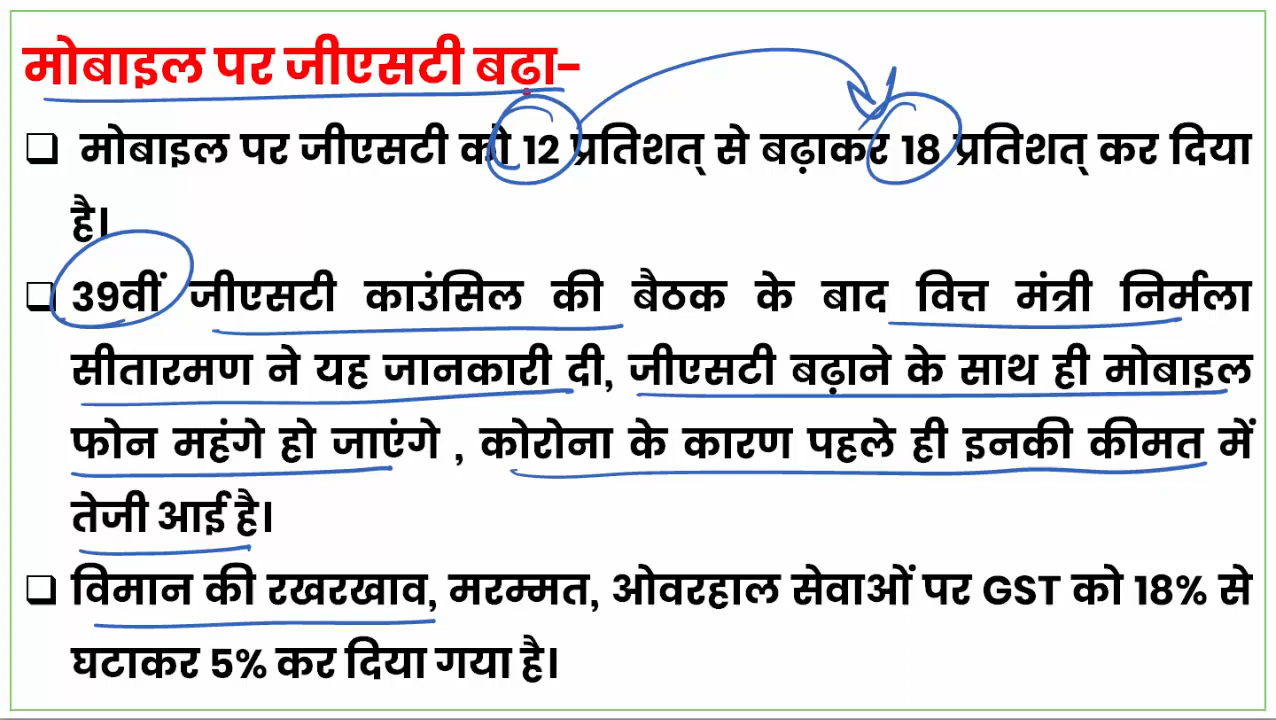 मोबाइल पर जीएसटी बढ़ा-
❑ मोबाइल पर जीएसटी को 12 प्रतिशत् से बढ़ाकर 18 प्रतिशत् कर दिया
है।
❑ 39वीं जीएसटी काउंसिल की बैठक के बाद वित्त मंत्री निर्मला
सीतारमण ने यह जानकारी दी, जीएसटी बढ़ाने के साथ ही मोबाइल
फोन महंगे हो जाएंगे , कोरोना के कारण पहले ही इनकी कीमत में
तेजी आई है।
❑ विमान की रखरखाव, मरम्मत, ओवरहाल सेवाओं पर GST को 18% से
घटाकर 5% कर दिया गया है।